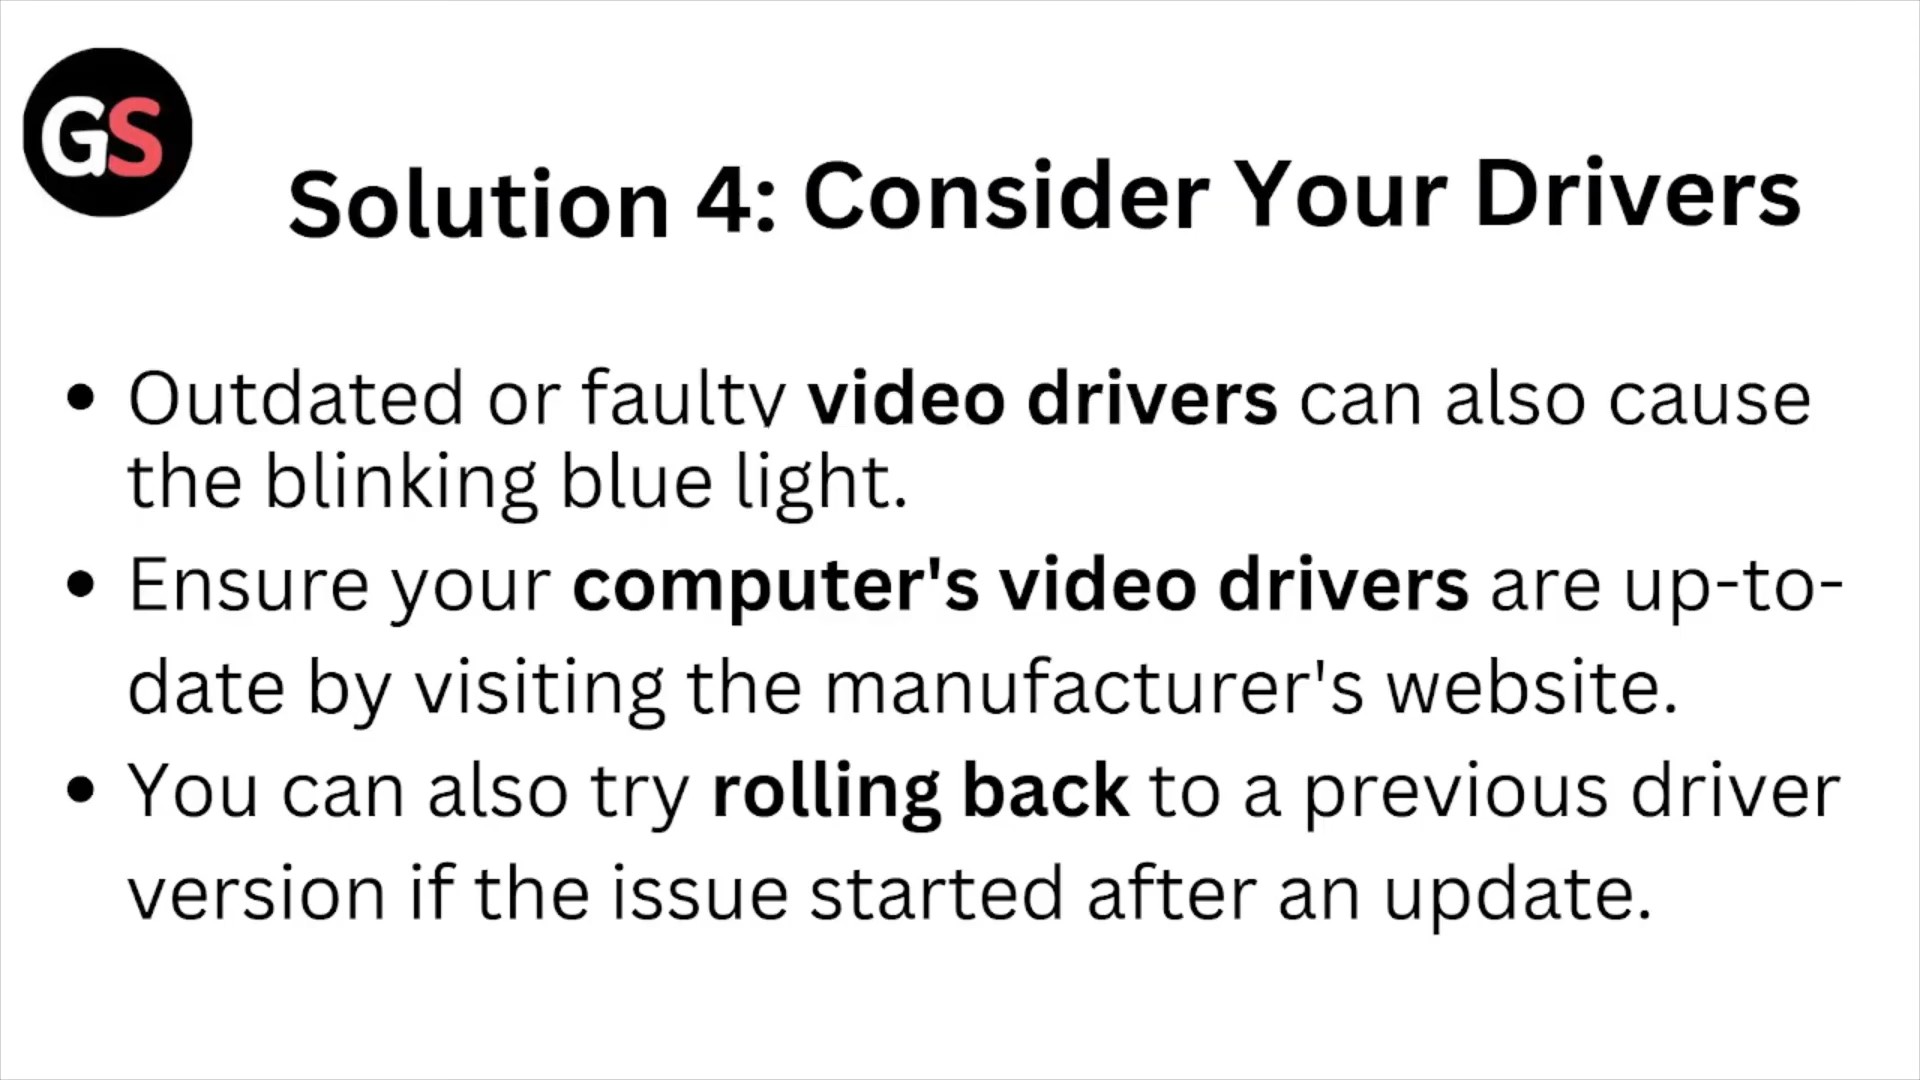 GS
Solution 4: Consider Your Drivers
• Outdated or faulty video drivers can also cause
the blinking blue light.
• Ensure your computer's video drivers are up-to-
date by visiting the manufacturer's website.
• You can also try rolling back to a previous driver
version if the issue started after an update.